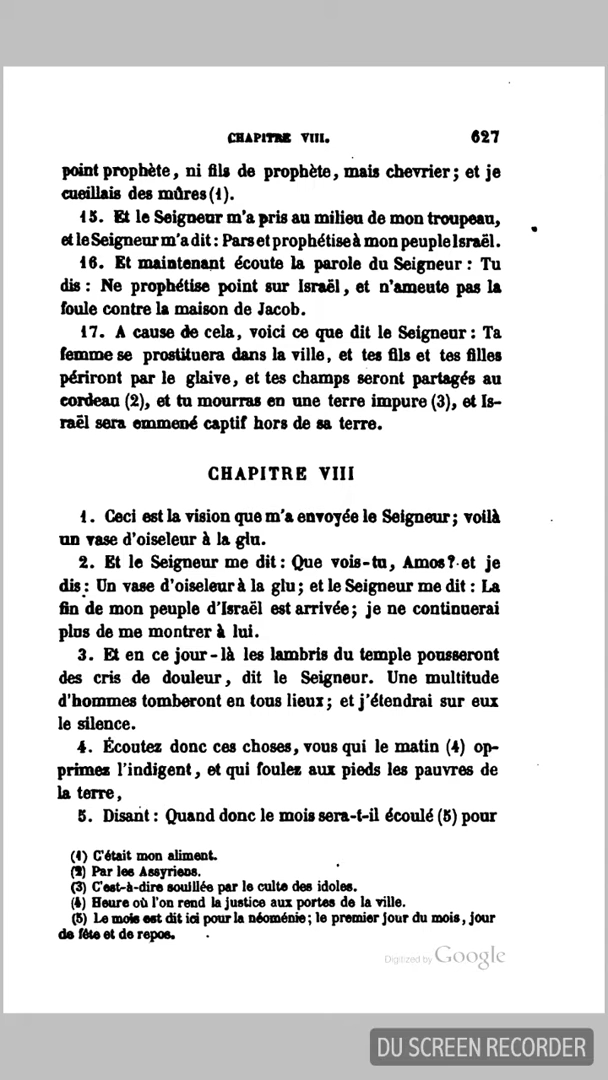 CHAPITRE VIII. 627
point prophète, ni fils de prophète, mais chevrier; et je
cueillais des mûres (1).
15. Et le Seigneur m'a pris au milieu de mon troupeau,
et le Seigneur m'a dit : Pars et prophétise à mon peuple Israël.
16. Et maintenant écoute la parole du Seigneur : Tu
dis : Ne prophétise point sur Israël, et n'ameute pas la
foule contre la maison de Jacob.
17. A cause de cela, voici ce que dit le Seigneur : Ta
femme se prostituera dans la ville, et tes fils et tes filles
périront par le glaive, et tes champs seront partagés au
cordeau (2), et tu mourras en une terre impure (3), et Is-
raël sera emmené captif hors de sa terre.
CHAPITRE VIII
1. Ceci est la vision que m'a envoyée le Seigneur; voilà
un vase d'oiseleur à la glu.
2. Et le Seigneur me dit : Que vois-tu, Amos? et je
dis : Un vase d'oiseleur à la glu; et le Seigneur me dit : La
fin de mon peuple d'Israël est arrivée; je ne continuerai
plus de me montrer à lui.
3. Et en ce jour-là les lambris du temple pousseront
des cris de douleur, dit le Seigneur. Une multitude
d'hommes tomberont en tous lieux; et j'étendrai sur eux
le silence.
4. Écoutez donc ces choses, vous qui le matin (4) op-
primez l'indigent, et qui foulez aux pieds les pauvres de
la terre,
5. Disant : Quand donc le mois sera-t-il écoulé (5) pour
(1) C'était mon aliment.
(2) Par les Assyriens.
(3) C'est-à-dire souillée par le culte des idoles.
(4) Heure où l'on rend la justice aux portes de la ville.
(5) Le mois est dit ici pour la néoménie; le premier jour du mois, jour
de fête et de repos.
Digitized by Google
DU SCREEN RECORDER